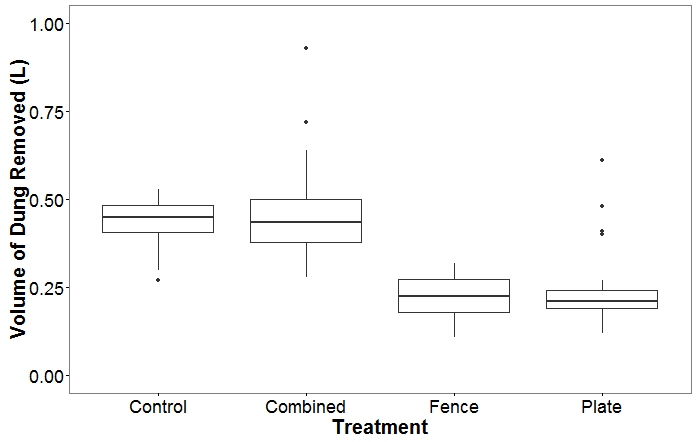 Volume of Dung Removed (L)
1.00
0.75
0.50
0.25
0.00
Control Combined Fence Plate
Treatment